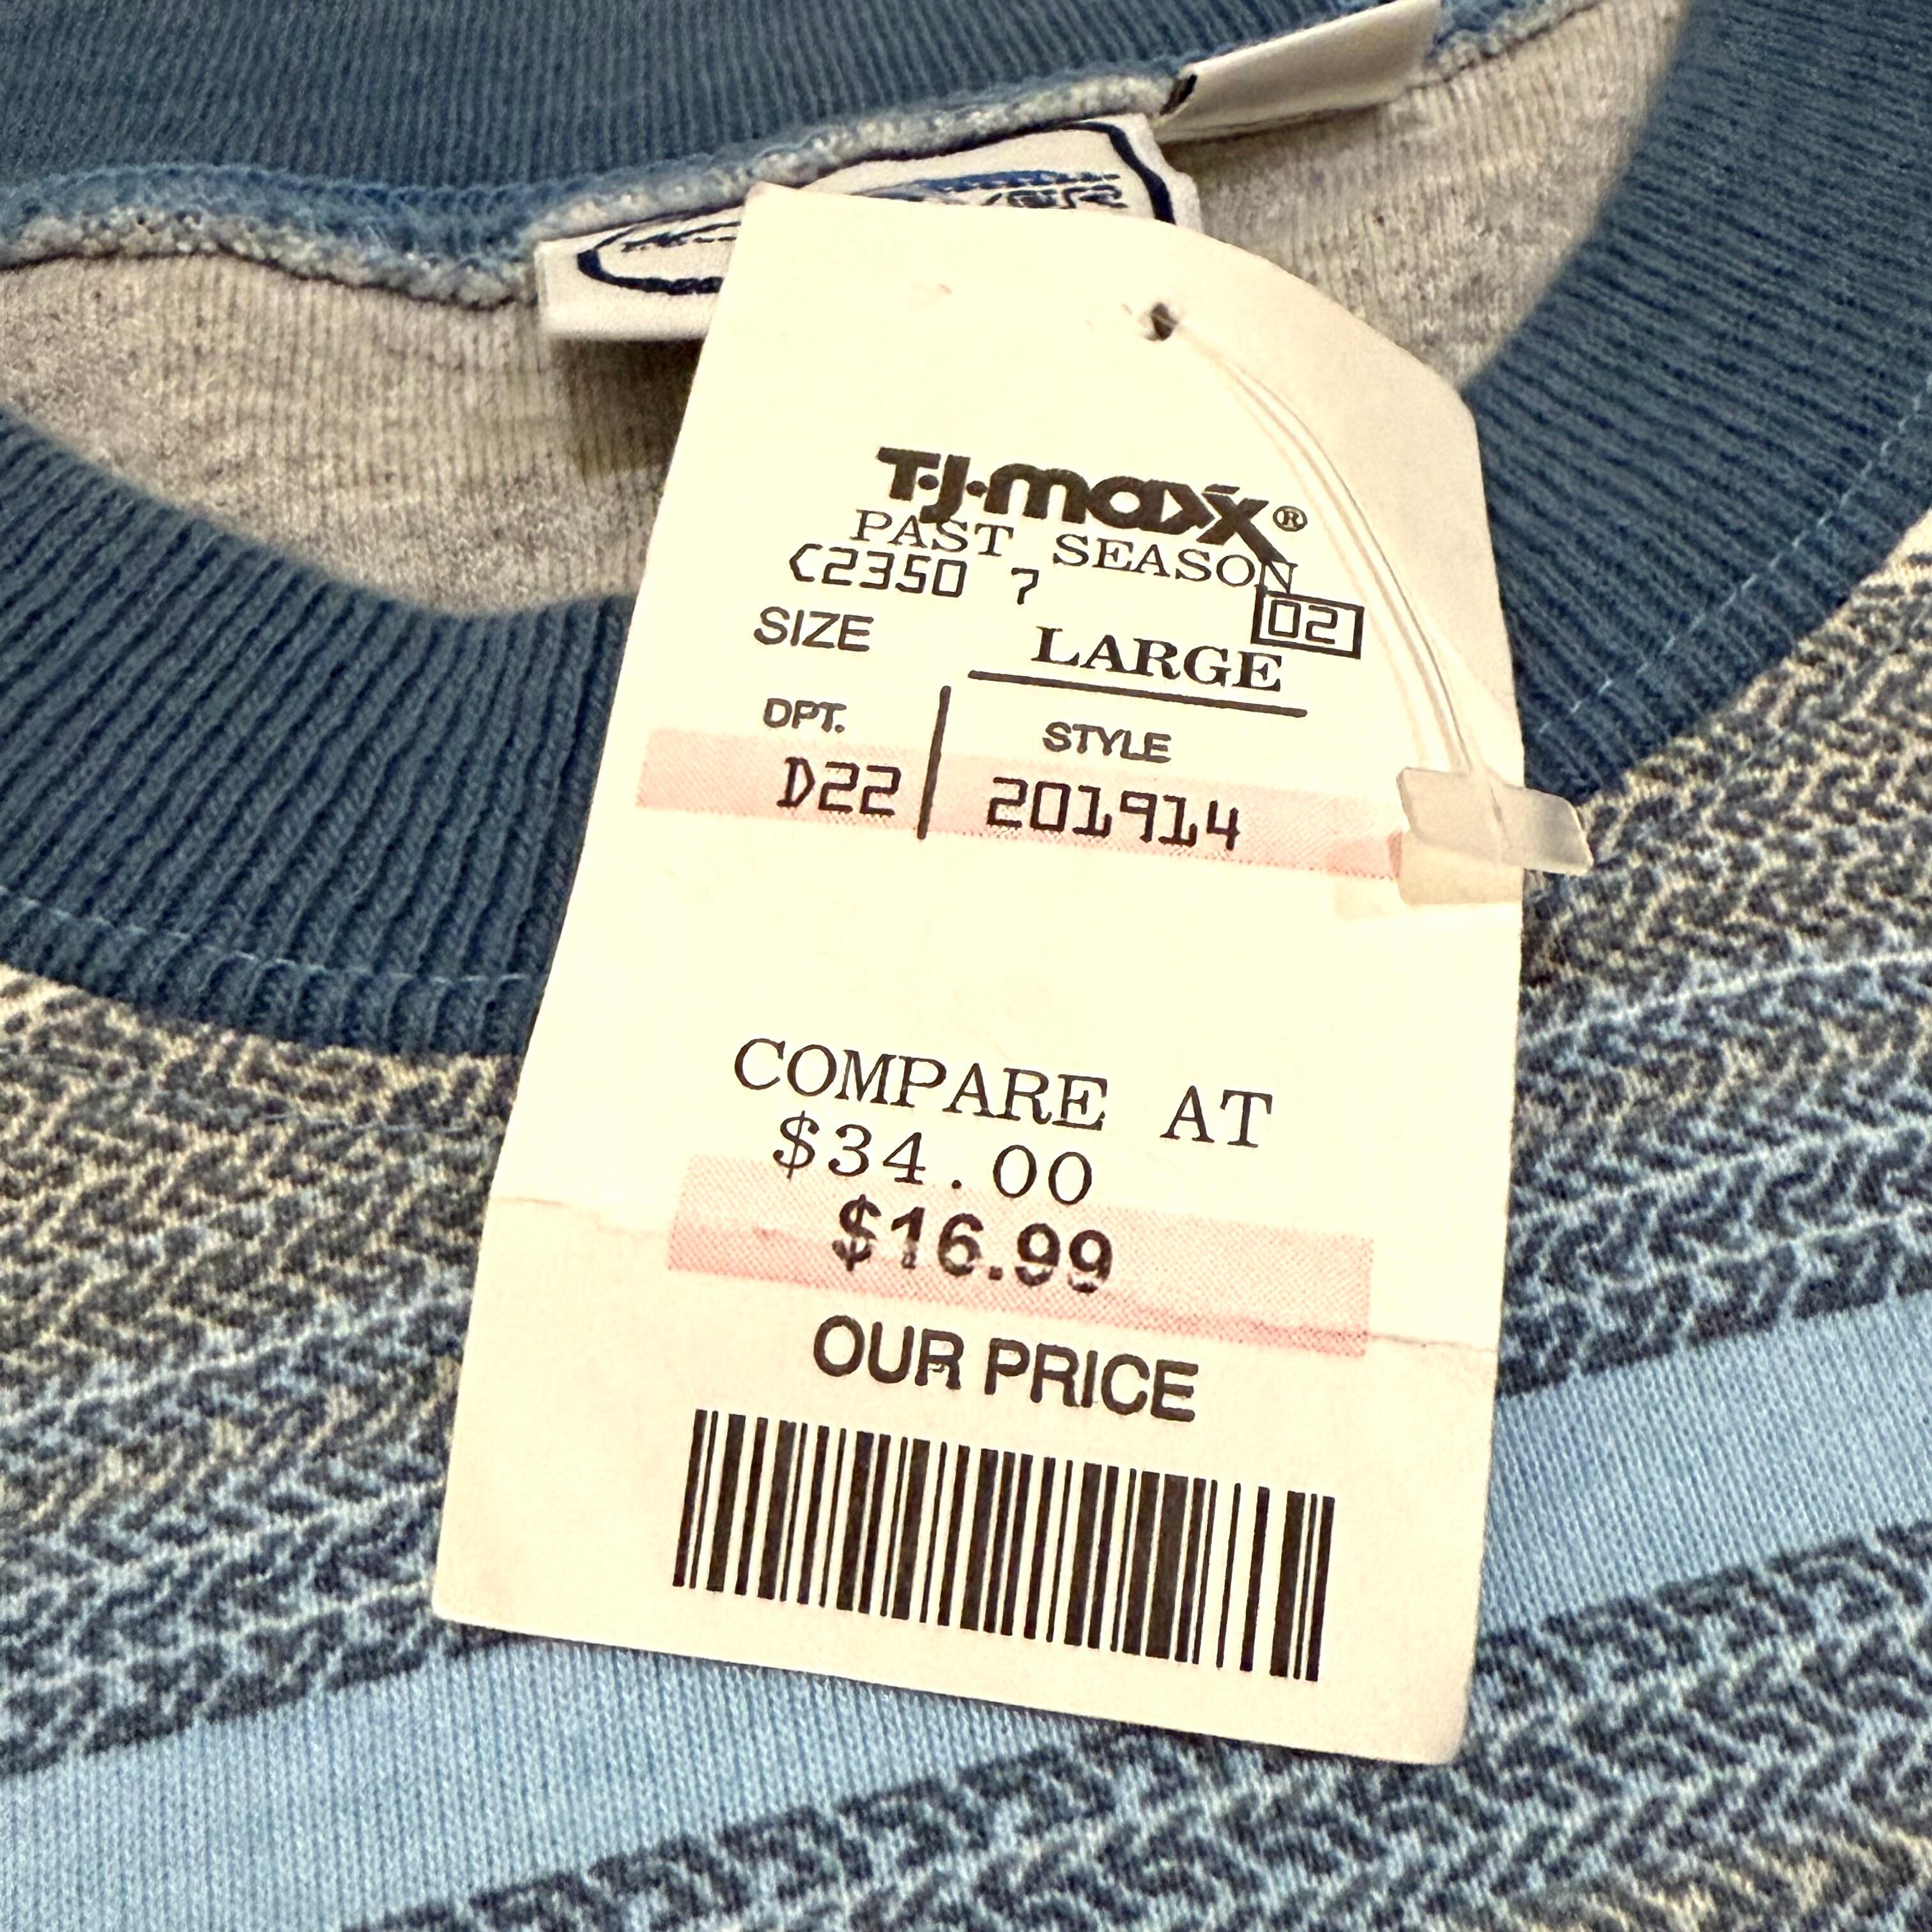 T·J·maxx®
PAST SEASON
C2350 7
02
SIZE LARGE
DPT. STYLE
D22 201914
COMPARE AT
$34.00
$16.99
OUR PRICE